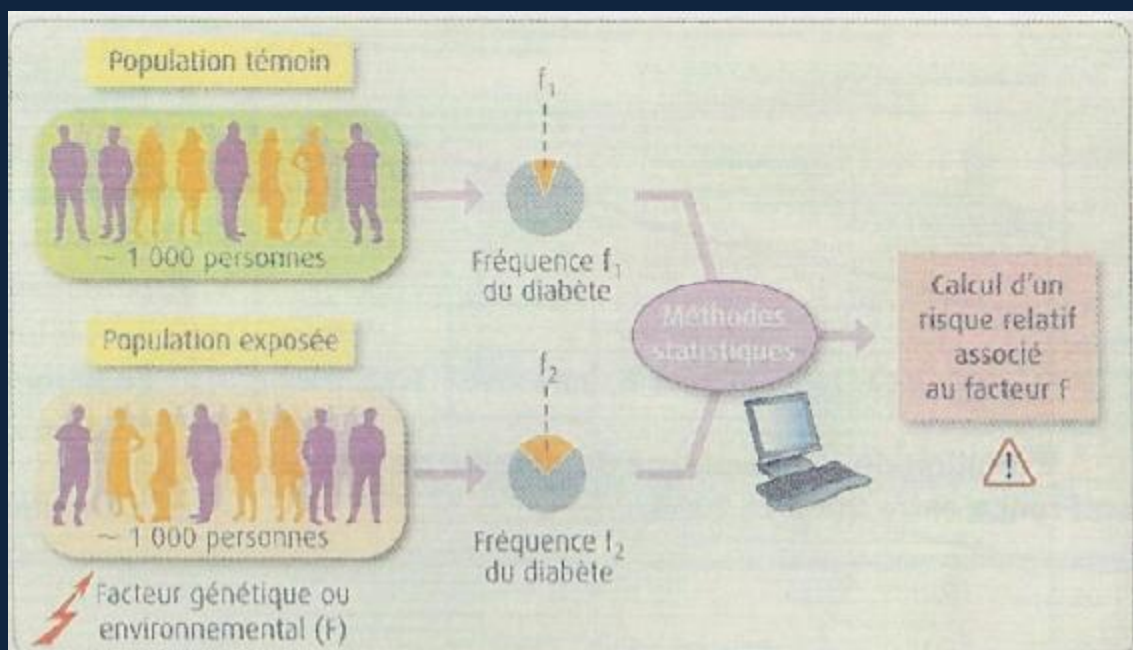 Population témoin
~ 1 000 personnes
f1
Fréquence f1
du diabète
Population exposée
~ 1 000 personnes
Facteur génétique ou
environnemental (F)
f2
Fréquence f2
du diabète
Méthodes
statistiques
Calcul d'un
risque relatif
associé
au facteur F
!